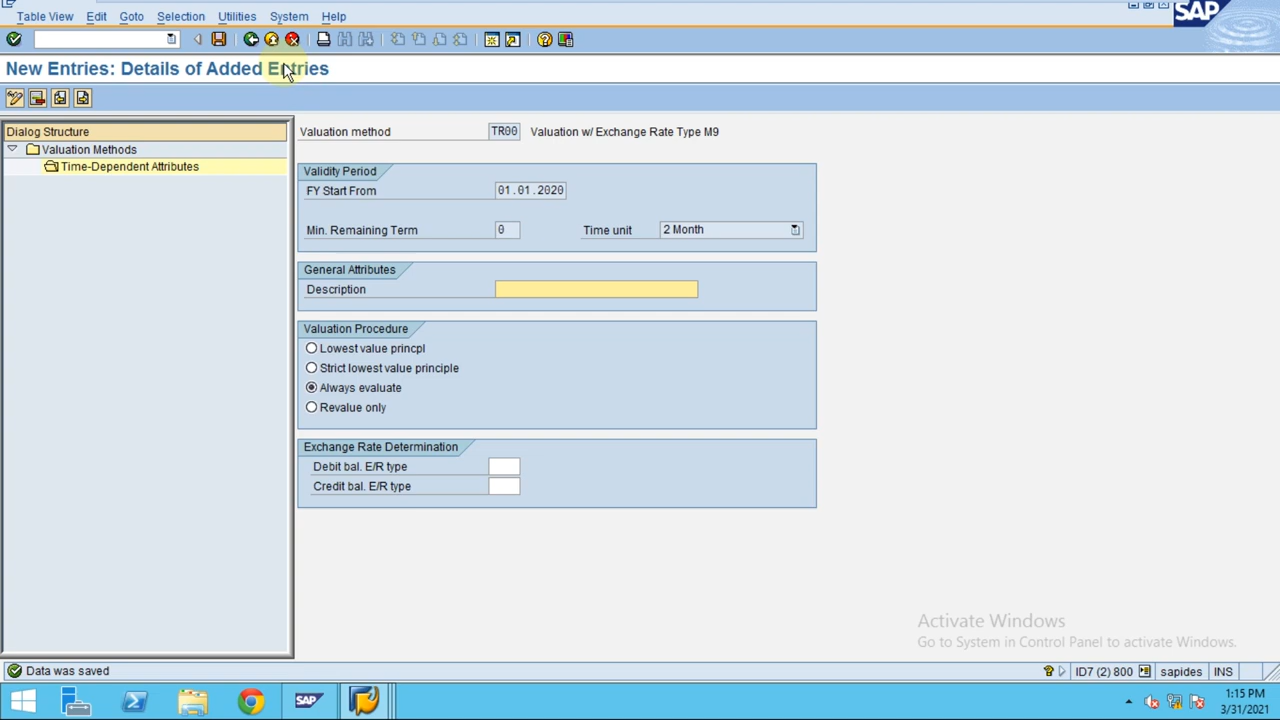 Table View Edit Goto Selection Utilities System Help
SAP
New Entries: Details of Added Entries
Dialog Structure
Valuation Methods
Time-Dependent Attributes
Valuation method TR00 Valuation w/ Exchange Rate Type M9
Validity Period
FY Start From 01.01.2020
Min. Remaining Term 0 Time unit 2 Month
General Attributes
Description
Valuation Procedure
Lowest value princpl
Strict lowest value principle
Always evaluate
Revalue only
Exchange Rate Determination
Debit bal. E/R type
Credit bal. E/R type
Activate Windows
Go to System in Control Panel to activate Windows.
Data was saved ID7 (2) 800 sapides INS
SAP
1:15 PM
3/31/2021